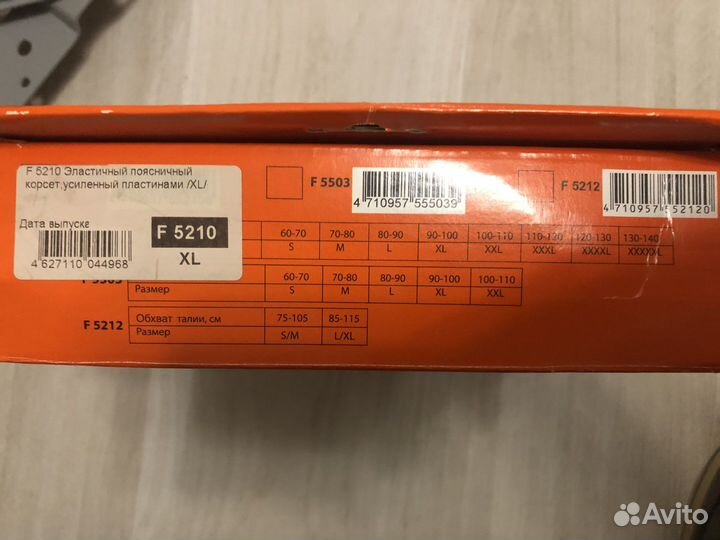 F 5210 Эластичный поясничный
корсет,усиленный пластинами /XL/
Дата выпуска
4 627110 044968
F 5210
XL
F 5503
4 710957 555039
F 5212
4 710957 552120
60-70 70-80 80-90 90-100 100-110 110-120 120-130 130-140
S M L XL XXL XXXL XXXXL XXXXXL
60-70 70-80 80-90 90-100 100-110
Размер S M L XL XXL
F 5212
Обхват талии, см 75-105 85-115
Размер S/M L/XL
Avito